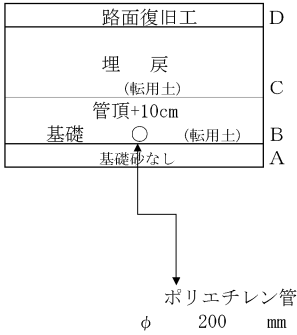 路面復旧工 D
埋 戻
(転用土) C
管頂+10cm
基礎 (転用土) B
基礎砂なし A
ポリエチレン管
φ 200 mm